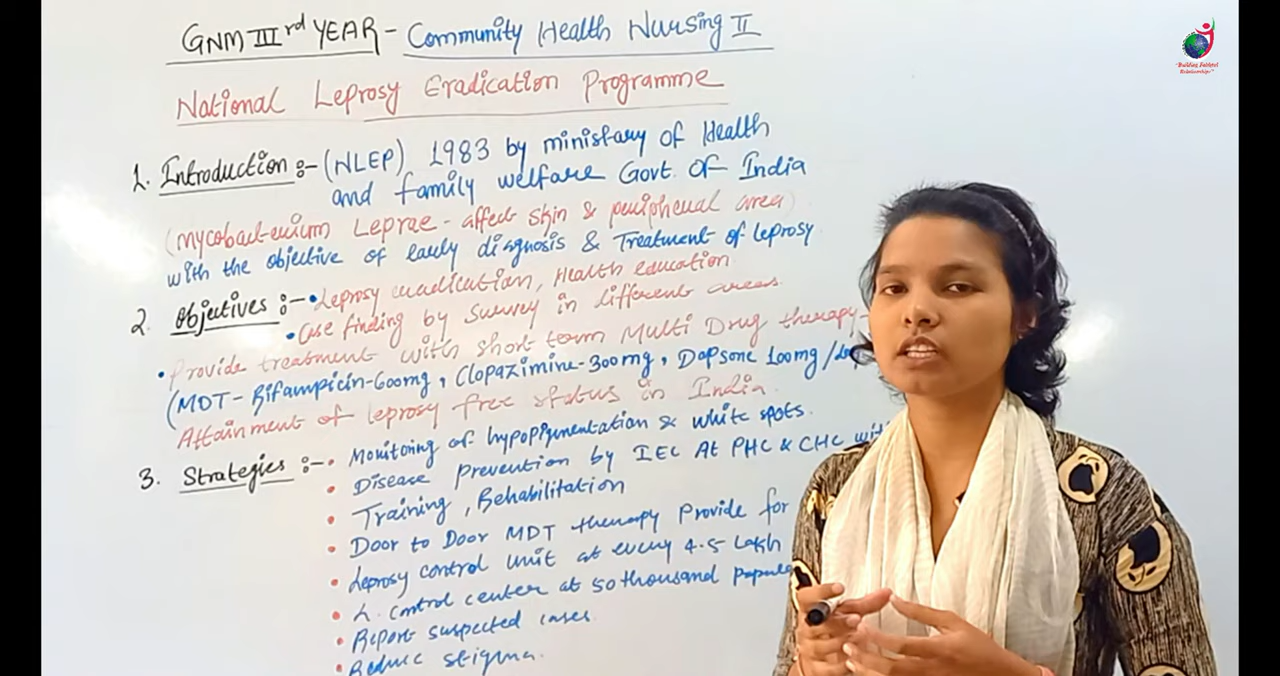 GNM III rd YEAR - Community Health Nursing II
National Leprosy Eradication Programme
1. Introduction :- (NLEP) 1983 by ministary of Health
and family welfare Govt. of India
(Mycobacterium Leprae - affect skin & peripheual area)
with the objective of early diagnosis & Treatment of leprosy
2. Objectives :- • Leprosy eradication, Health education
• Case finding by Survey in different areas.
• Provide treatment with short term Multi Drug therapy-
(MDT- Rifampicin-600mg, Clopazimine-300mg, Dapsone 100mg/
Attainment of leprosy free status in India.
3. Strategies :- • Monitoring of hypopigmentation & white spots.
• Disease prevention by IEC At PHC & CHC
• Training, Rehabilitation
• Door to Door MDT therapy Provide for
• Leprosy control unit at every 4.5 Lakh
• L. control center at 50 thousand
• Report suspected cases.
• Reduce stigma.
"Building Faithful
Relationship"